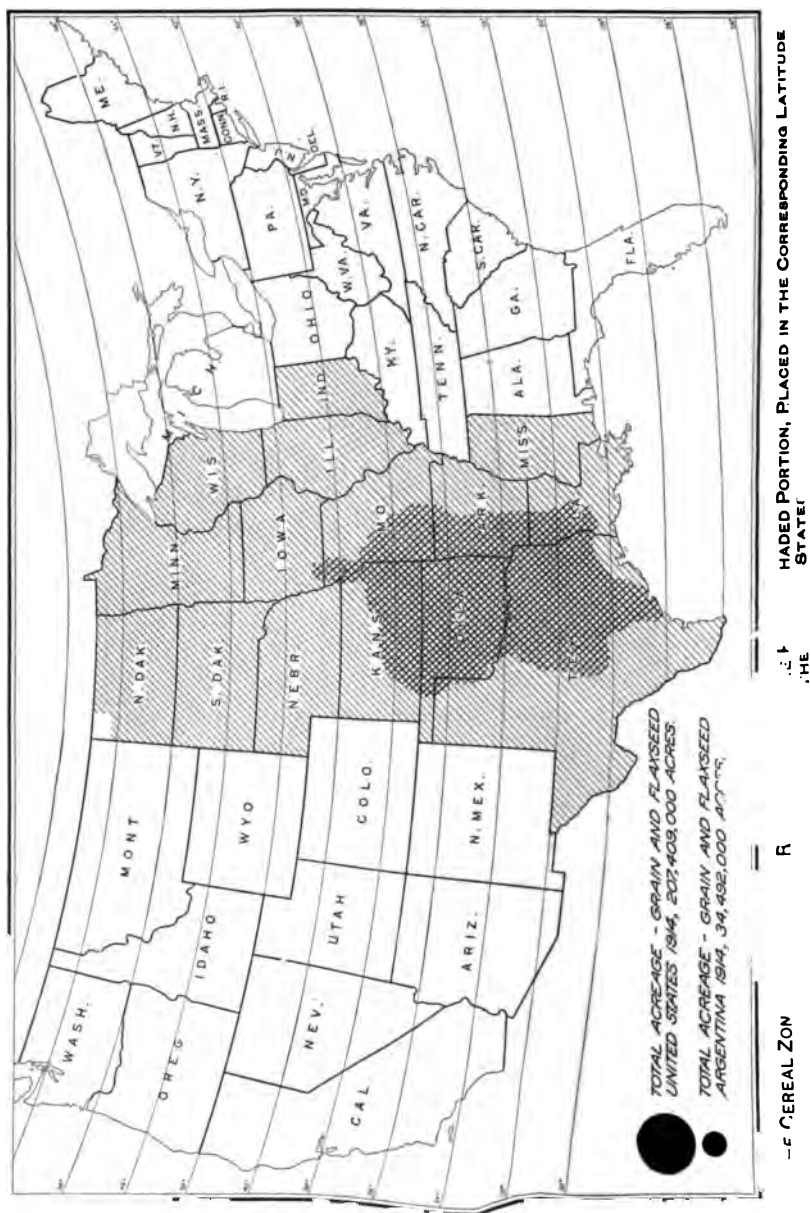 WASH.
OREG
CAL
NEV.
IDAHO
MONT
WYO
UTAH
COLO.
ARIZ.
N.MEX.
N. DAK.
S. DAK
NEBR
KANS
TEX.
MINN
IOWA
MO.
ARK.
LA
WIS
ILL
MISS
MICH
IND
OHIO
KY.
TENN.
ALA.
GA.
FLA.
S.CAR.
N.CAR.
VA.
W.VA.
PA.
MD.
DEL.
N.Y.
VT.
N.H.
MASS.
CONN.
R.I.
ME.
TOTAL ACREAGE - GRAIN AND FLAXSEED
UNITED STATES 1914, 207,409,000 ACRES.
TOTAL ACREAGE - GRAIN AND FLAXSEED
ARGENTINA 1914, 34,492,000
CEREAL ZON
HADED PORTION, PLACED IN THE CORRESPONDING LATITUDE
STATE